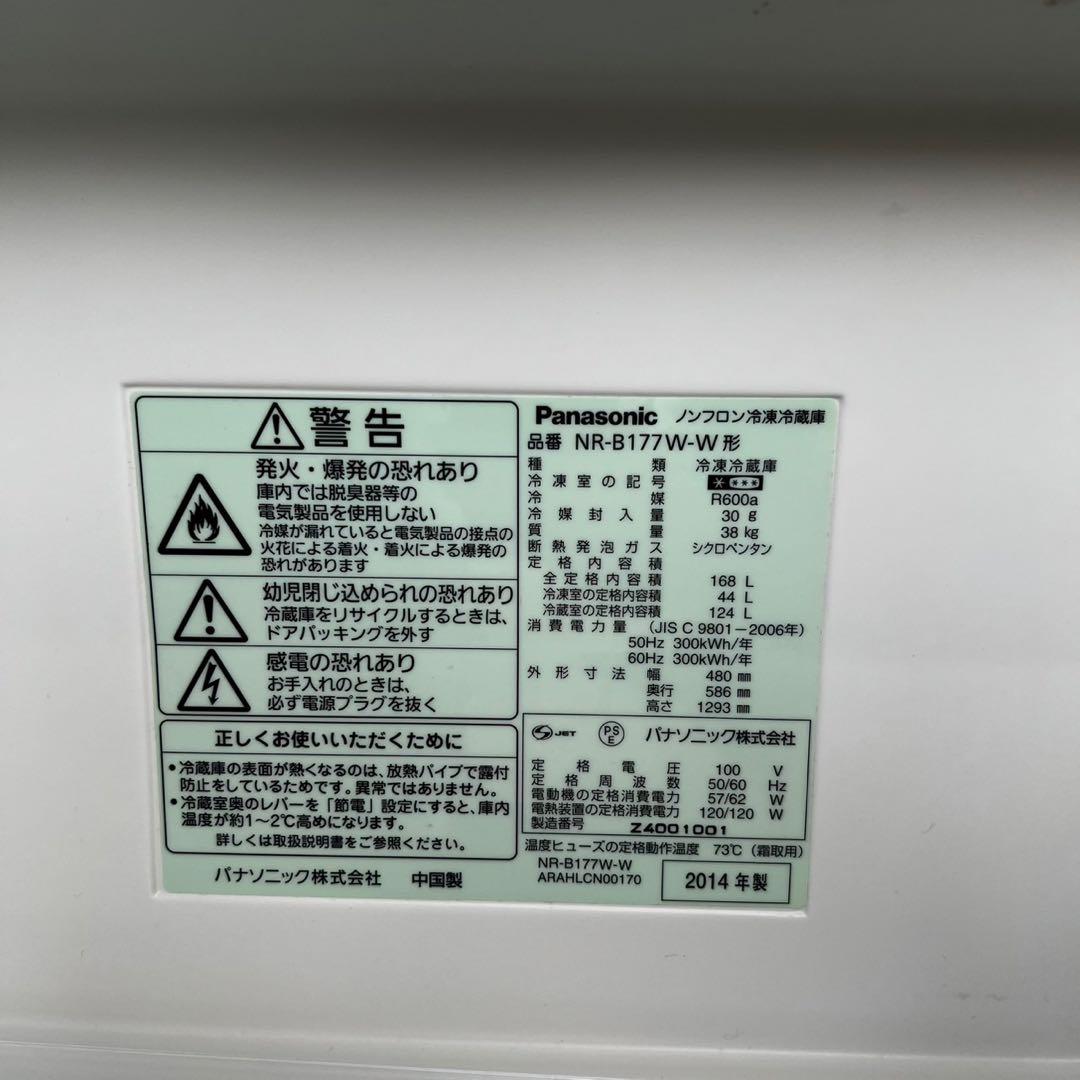 警告
発火・爆発の恐れあり
庫内では脱臭器等の
電気製品を使用しない
冷媒が漏れていると電気製品の接点の
火花による着火・着火による爆発の
恐れがあります
幼児閉じ込められの恐れあり
冷蔵庫をリサイクルするときは、
ドアパッキングを外す
感電の恐れあり
お手入れのときは、
必ず電源プラグを抜く
正しくお使いいただくために
・冷蔵庫の表面が熱くなるのは、放熱パイプで露付
防止をしているためです。異常ではありません。
・冷蔵室奥のレバーを「節電」設定にすると、庫内
温度が約1~2℃高めになります。
詳しくは取扱説明書をご参照ください。
パナソニック株式会社 中国製
Panasonic ノンフロン冷凍冷蔵庫
品番 NR-B177W-W形
種類 冷凍冷蔵庫
冷凍室の記号 * ***
冷媒 R600a
冷媒封入量 30 g
質量 38 kg
断熱発泡ガス シクロペンタン
定格内容積
全定格内容積 168 L
冷凍室の定格内容積 44 L
冷蔵室の定格内容積 124 L
消費電力量 (JIS C 9801-2006年)
50Hz 300kWh/年
60Hz 300kWh/年
外形寸法 幅 480 mm
奥行 586 mm
高さ 1293 mm
JET PSE パナソニック株式会社
定格電圧 100 V
定格周波数 50/60 Hz
電動機の定格消費電力 57/62 W
電熱装置の定格消費電力 120/120 W
製造番号 Z4001001
温度ヒューズの定格動作温度 73℃ (霜取用)
NR-B177W-W
ARAHLCN00170
2014年製